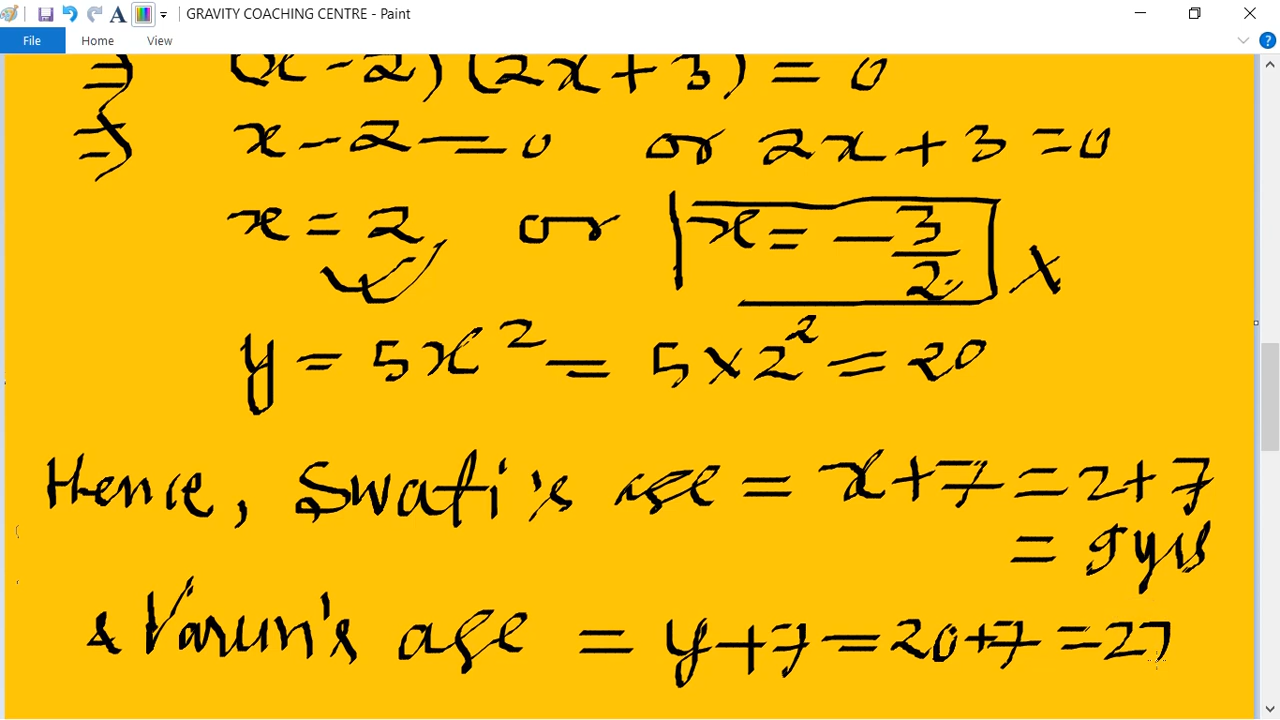 GRAVITY COACHING CENTRE - Paint
File Home View
⇒ (x-2)(2x+3) = 0
⇒ x-2=0 or 2x+3=0
x = 2 or x = -3/2 X
y = 5x² = 5×2² = 20
Hence, Swati's age = x+7 = 2+7
= 9yrs
& Varun's age = y+7 = 20+7 = 27